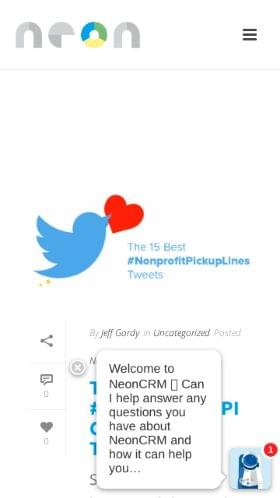 neon
The 15 Best
#NonprofitPickupLines
Tweets
By Jeff Gordy In Uncategorized Posted
N
0
0
Welcome to
NeonCRM ▯ Can
I help answer any
questions you
have about
NeonCRM and
how it can help
you...
1